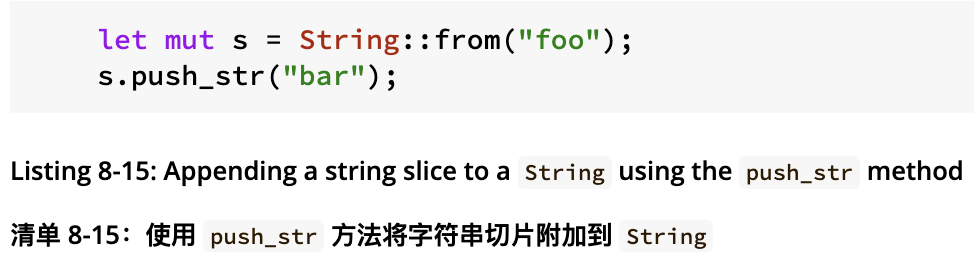 let mut s = String::from("foo");
s.push_str("bar");
Listing 8-15: Appending a string slice to a String using the push_str method
清单 8-15：使用 push_str 方法将字符串切片附加到 String